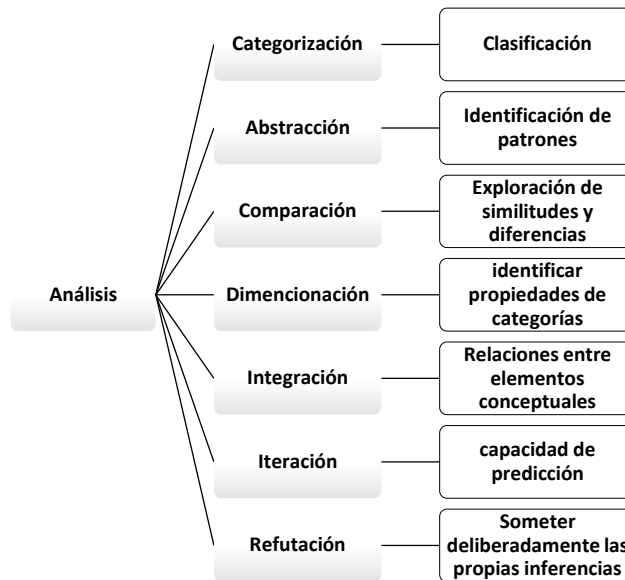 Categorización
Clasificación
Abstracción
Identificación de
patrones
Comparación
Exploración de
similitudes y
diferencias
Análisis
Dimencionación
identificar
propiedades de
categorías
Integración
Relaciones entre
elementos
conceptuales
Iteración
capacidad de
predicción
Refutación
Someter
deliberadamente las
propias inferencias